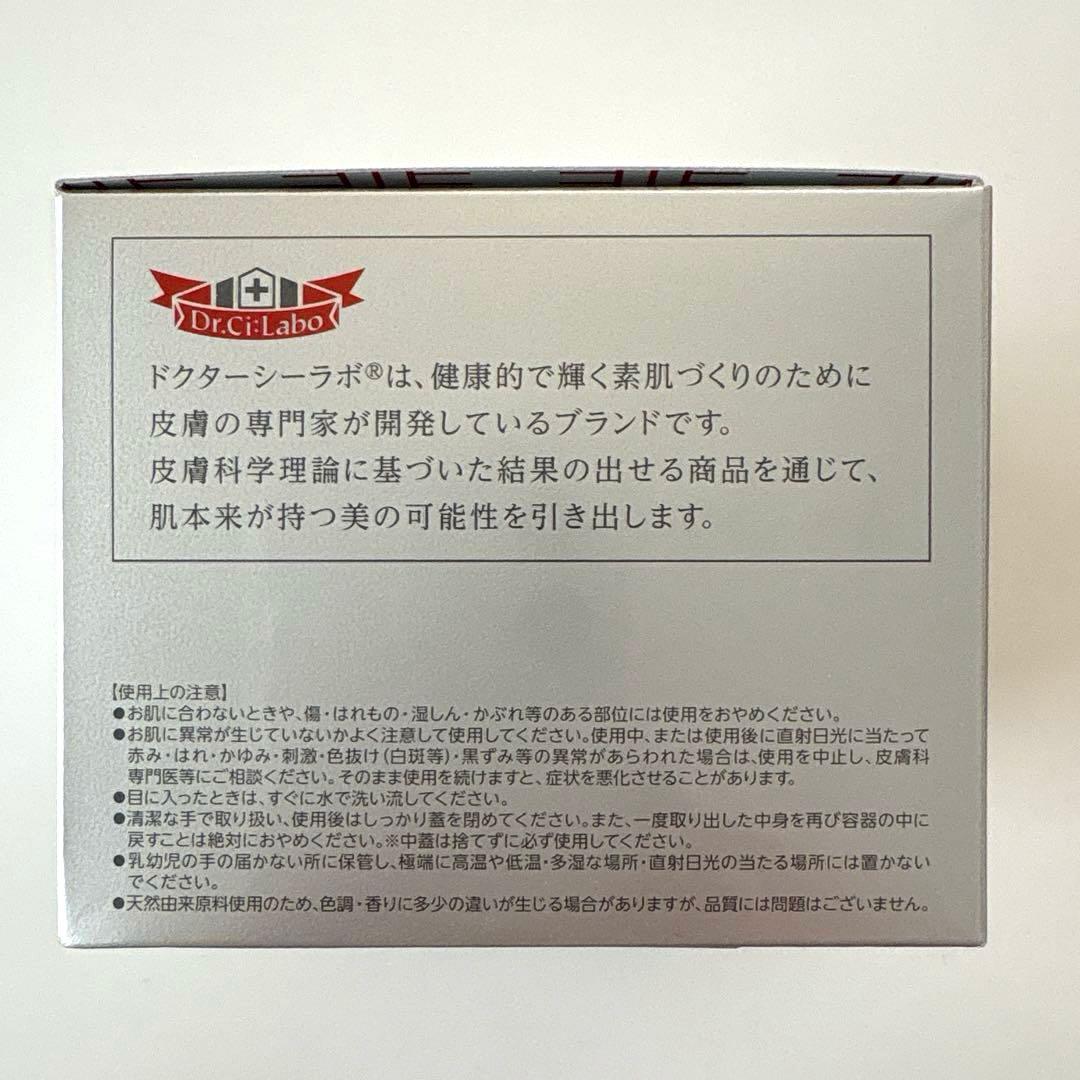 Dr.Ci:Labo
ドクターシーラボ®は、健康的で輝く素肌づくりのために
皮膚の専門家が開発しているブランドです。
皮膚科学理論に基づいた結果の出せる商品を通じて、
肌本来が持つ美の可能性を引き出します。
【使用上の注意】
●お肌に合わないときや、傷・はれもの・湿しん・かぶれ等のある部位には使用をおやめください。
●お肌に異常が生じていないかよく注意して使用してください。使用中、または使用後に直射日光に当たって
赤み・はれ・かゆみ・刺激・色抜け(白斑等)・黒ずみ等の異常があらわれた場合は、使用を中止し、皮膚科
専門医等にご相談ください。そのまま使用を続けますと、症状を悪化させることがあります。
●目に入ったときは、すぐに水で洗い流してください。
●清潔な手で取り扱い、使用後はしっかり蓋を閉めてください。また、一度取り出した中身を再び容器の中に
戻すことは絶対におやめください。※中蓋は捨てずに必ず使用してください。
●乳幼児の手の届かない所に保管し、極端に高温や低温・多湿な場所・直射日光の当たる場所には置かない
でください。
●天然由来原料使用のため、色調・香りに多少の違いが生じる場合がありますが、品質には問題はございません。